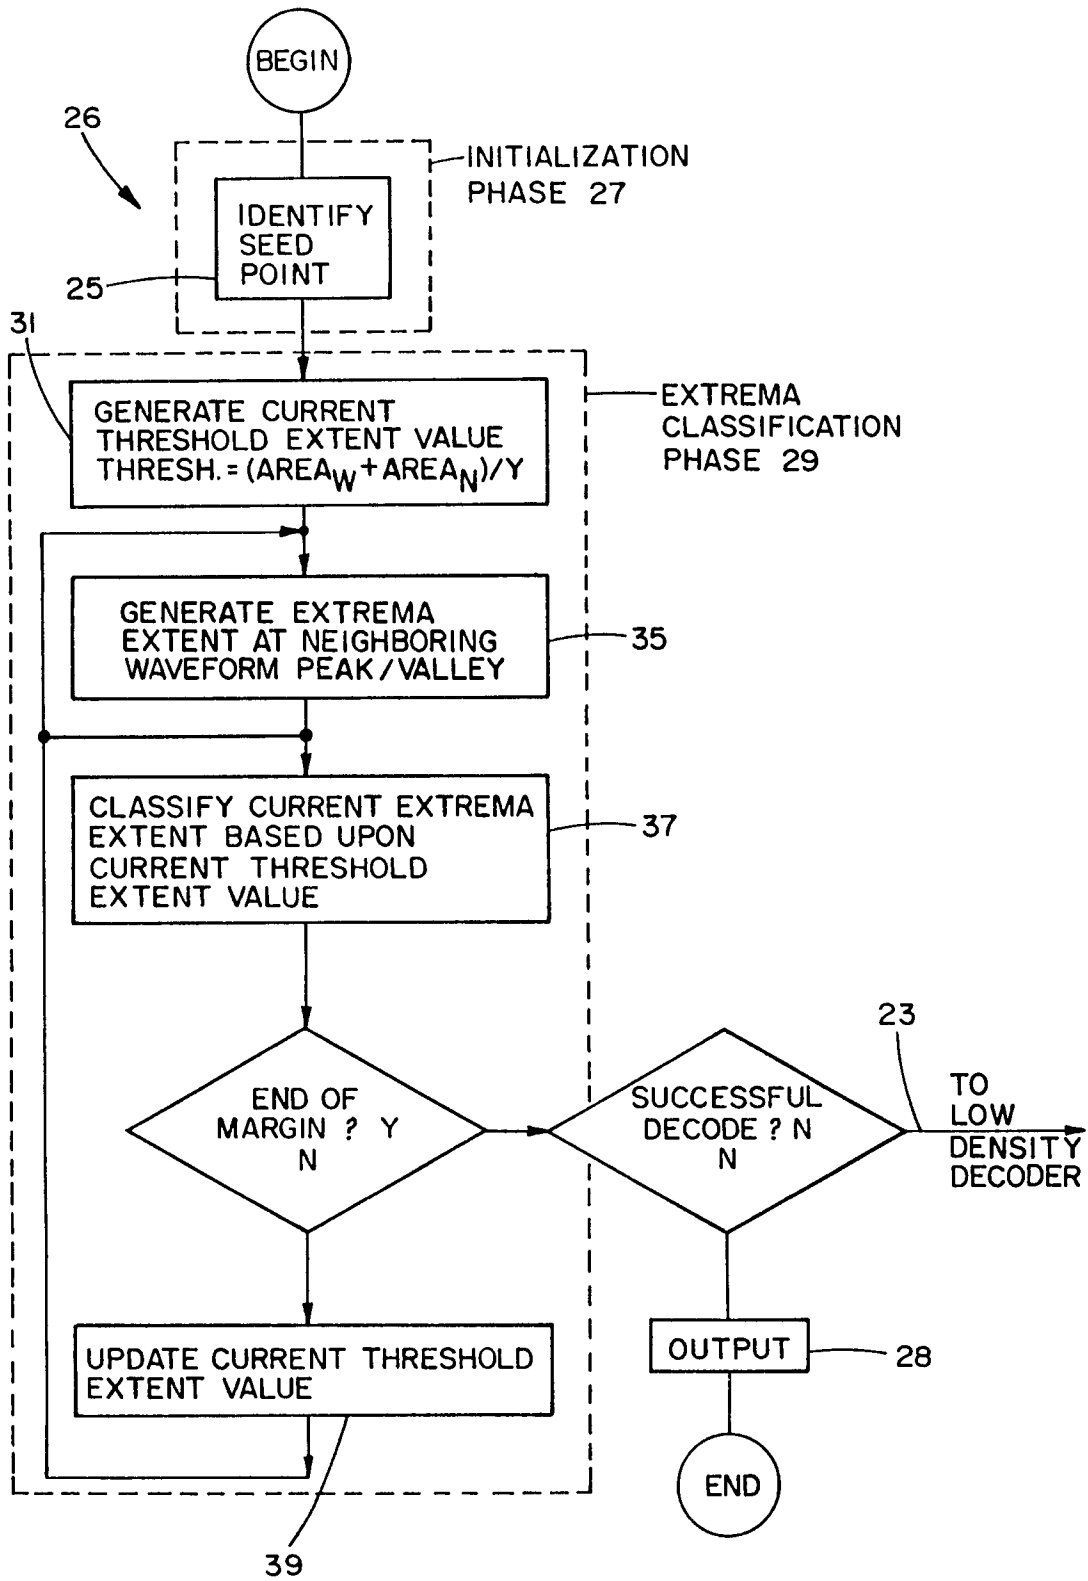 BEGIN
26
INITIALIZATION
PHASE 27
IDENTIFY
SEED
POINT
25
31
GENERATE CURRENT
THRESHOLD EXTENT VALUE
THRESH. = (AREAW + AREAN)/Y
EXTREMA
CLASSIFICATION
PHASE 29
GENERATE EXTREMA
EXTENT AT NEIGHBORING
WAVEFORM PEAK/VALLEY
35
CLASSIFY CURRENT EXTREMA
EXTENT BASED UPON
CURRENT THRESHOLD
EXTENT VALUE
37
END OF
MARGIN ? Y
N
SUCCESSFUL
DECODE ? N
N
23
TO
LOW
DENSITY
DECODER
UPDATE CURRENT THRESHOLD
EXTENT VALUE
39
OUTPUT
28
END